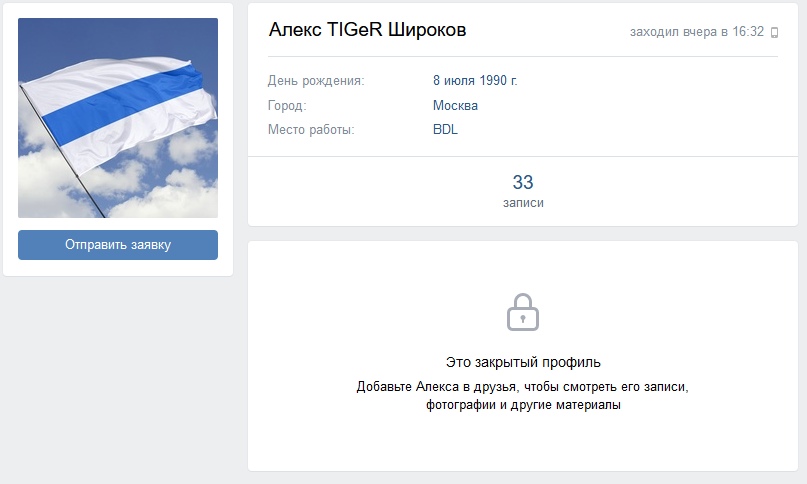 Алекс TIGeR Широков
заходил вчера в 16:32
День рождения: 8 июля 1990 г.
Город: Москва
Место работы: BDL
33
записи
Отправить заявку
Это закрытый профиль
Добавьте Алекса в друзья, чтобы смотреть его записи,
фотографии и другие материалы